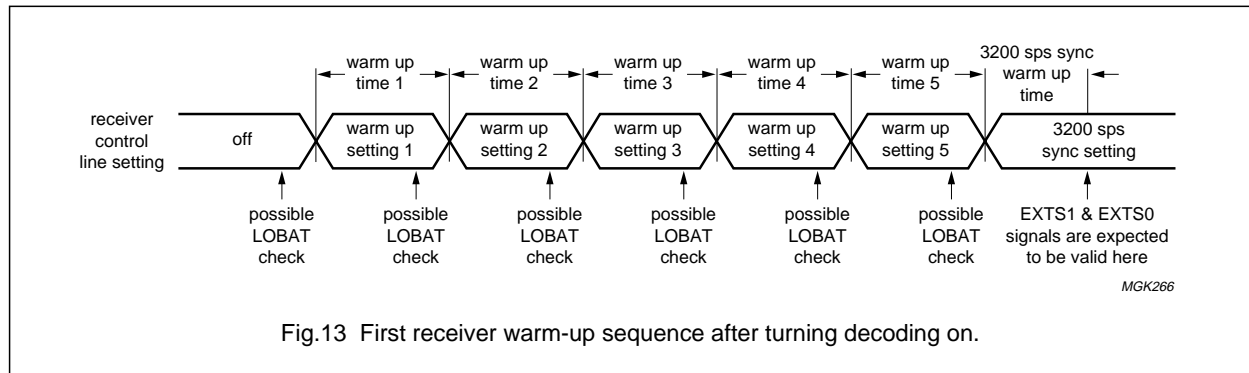 3200 sps sync
warm up
time
warm up
time 1
warm up
time 2
warm up
time 3
warm up
time 4
warm up
time 5
receiver
control
line setting
off
warm up
setting 1
warm up
setting 2
warm up
setting 3
warm up
setting 4
warm up
setting 5
3200 sps
sync setting
possible
LOBAT
check
possible
LOBAT
check
possible
LOBAT
check
possible
LOBAT
check
possible
LOBAT
check
possible
LOBAT
check
EXTS1 & EXTS0
signals are expected
to be valid here
MGK266
Fig.13 First receiver warm-up sequence after turning decoding on.